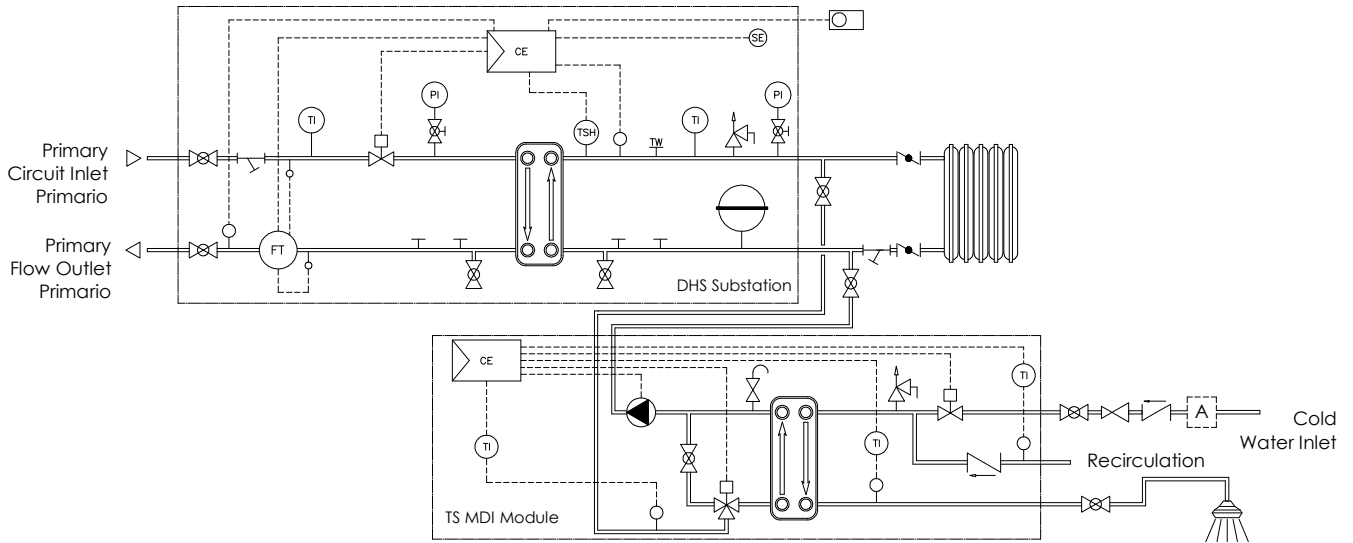 CE
SE
PI
PI
TI
TSH
TW
TI
Primary
Circuit Inlet
Primario
Primary
Flow Outlet
Primario
FT
DHS Substation
CE
TI
TI
TI
A
Cold
Water Inlet
Recirculation
TS MDI Module